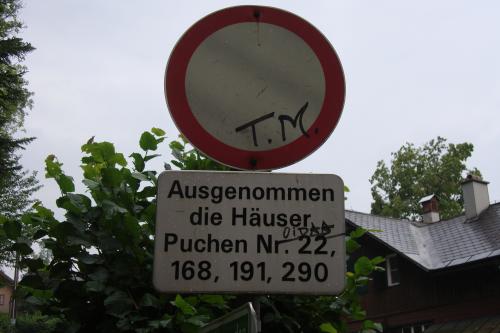 T.M.
Ausgenommen
die Häuser
Puchen Nr. 22,
168, 191, 290